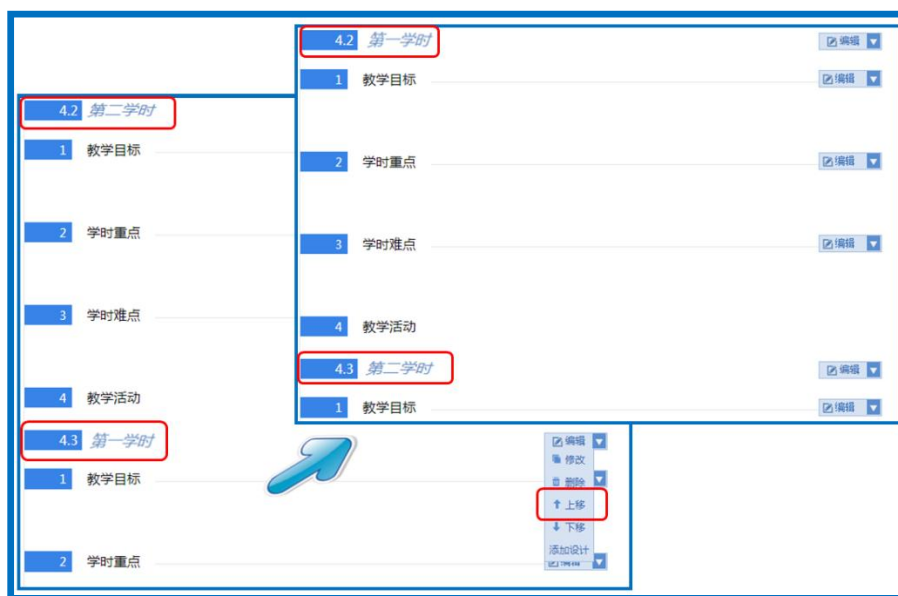 4.2 第一学时 编辑
1 教学目标 编辑
2 学时重点 编辑
3 学时难点 编辑
4 教学活动
4.3 第二学时 编辑
1 教学目标 编辑
4.2 第二学时
1 教学目标
2 学时重点
3 学时难点
4 教学活动
4.3 第一学时 编辑
修改
1 教学目标 删除
上移
下移
添加设计
2 学时重点 编辑